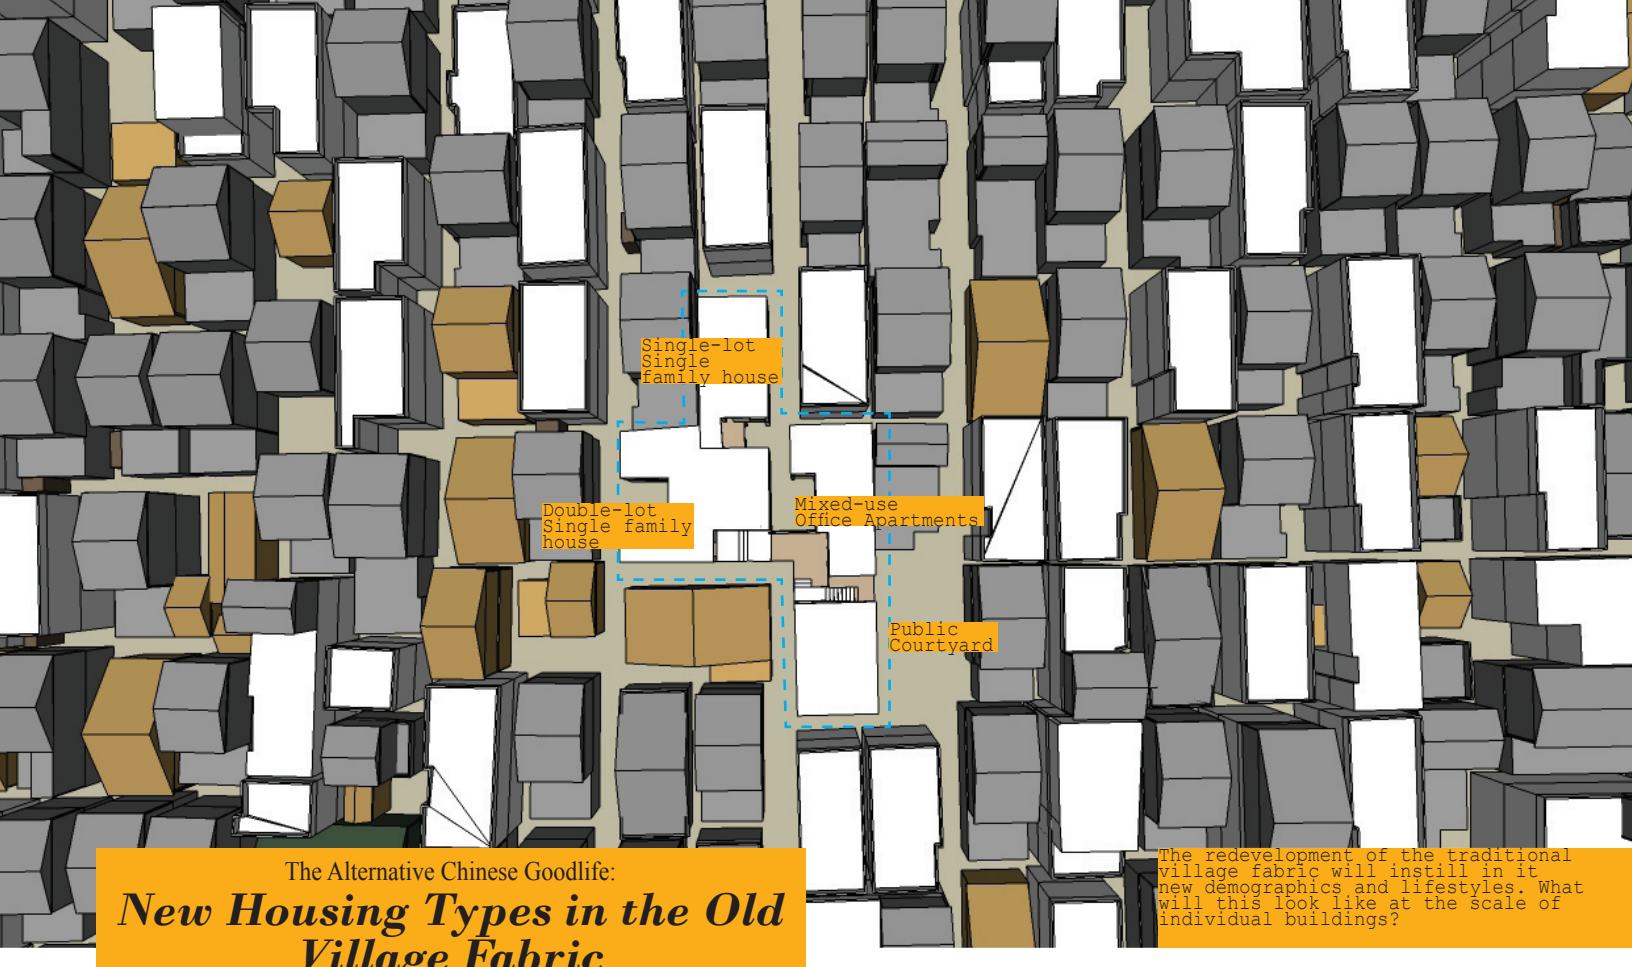 Single-lot
Single
family house
Double-lot
Single family
house
Mixed-use
Office Apartments
Public
Courtyard
The Alternative Chinese Goodlife:
New Housing Types in the Old
Village Fabric
The redevelopment of the traditional
village fabric will instill in it
new demographics and lifestyles. What
will this look like at the scale of
individual buildings?